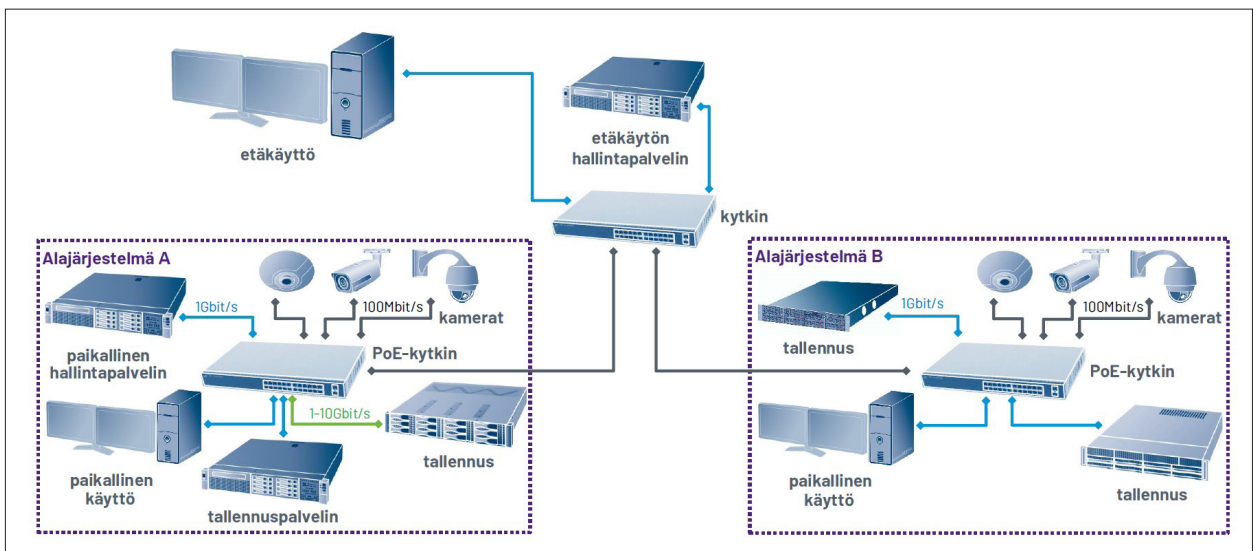 etäkäyttö
etäkäytön
hallintapalvelin
kytkin
Alajärjestelmä A
1Gbit/s
100Mbit/s
kamerat
paikallinen
hallintapalvelin
PoE-kytkin
1-10Gbit/s
tallennus
paikallinen
käyttö
tallennuspalvelin
Alajärjestelmä B
1Gbit/s
100Mbit/s
kamerat
tallennus
PoE-kytkin
paikallinen
käyttö
tallennus